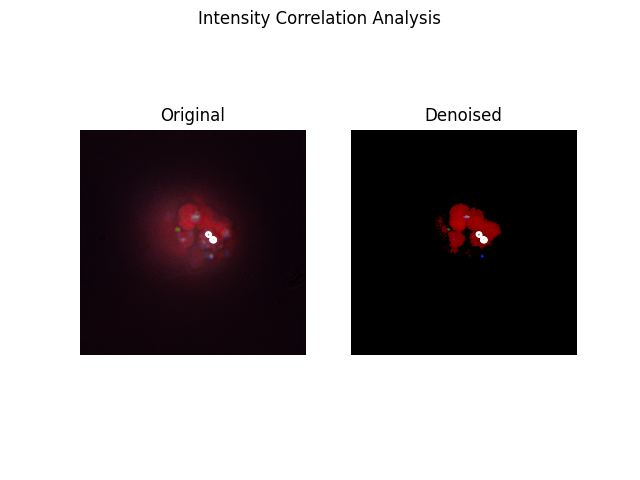 Intensity Correlation Analysis
Original
Denoised